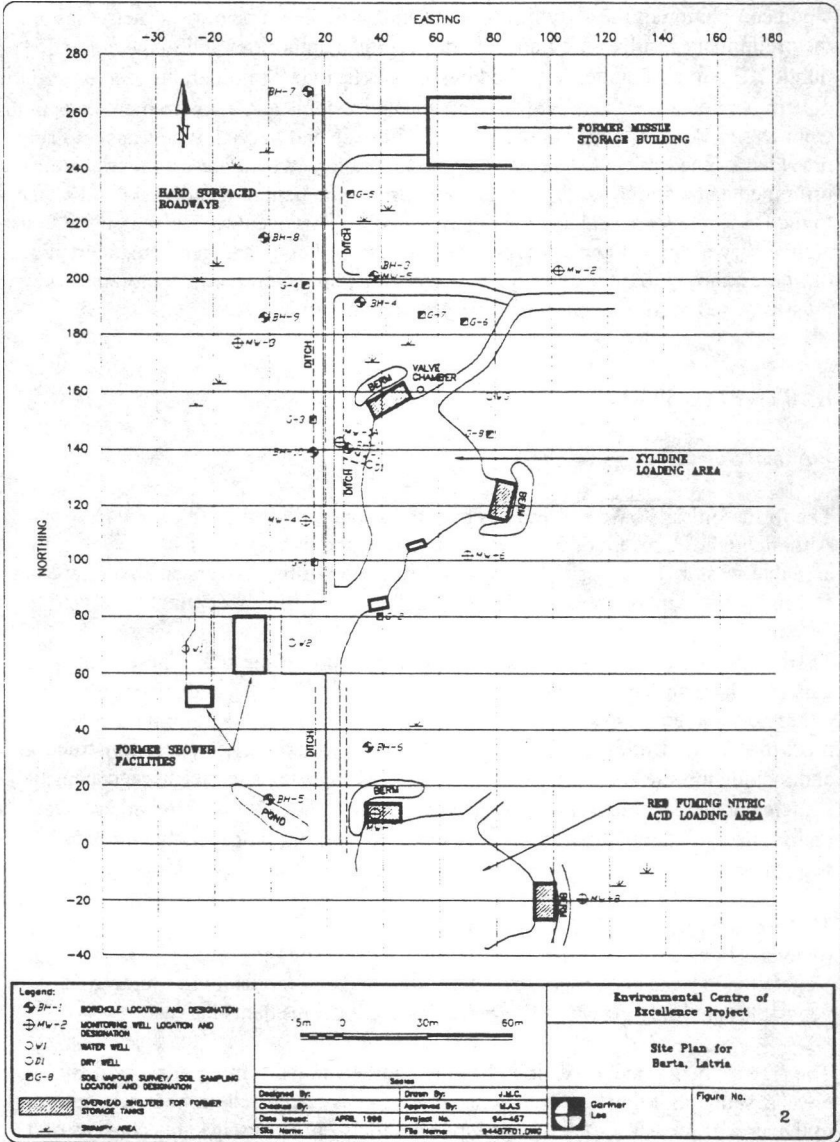 EASTING
-30 -20 0 20 40 60 80 100 120 140 160 180
280
260
240
220
200
180
160
140
120
100
80
60
40
20
0
-20
-40
NORTHING
N
BH-7
FORMER MISSILE
STORAGE BUILDING
HARD SURFACED
ROADWAYS
G-5
DITCH
BH-8
BH-3
MW-5
MW-2
G-4
BH-4
G-7
G-6
BH-9
MW-13
DITCH
VALVE
CHAMBER
BERM
G-3
G-8
BH-10
D1
DITCH
XYLIDINE
LOADING AREA
BERM
MW-4
MW-6
G-1
G-2
W1
W2
FORMER SHOWER
FACILITIES
DITCH
BH-6
BH-5
POND
BERM
RED FUMING NITRIC
ACID LOADING AREA
BERM
MW-8
Legend:
BH-1 BOREHOLE LOCATION AND DESIGNATION
MW-2 MONITORING WELL LOCATION AND
DESIGNATION
W1 WATER WELL
D1 DRY WELL
G-8 SOIL VAPOUR SURVEY/ SOIL SAMPLING
LOCATION AND DESIGNATION
OVERHEAD SHELTERS FOR FORMER
STORAGE TANKS
SWAMPY AREA
5m 0 30m 60m
Designed By: Drawn By: J.M.C.
Checked By: Approved By: M.A.S
Date Issued: APRIL 1996 Project No. 94-467
Site Name: File Name 94467F01.DWG
Gartner
Lee
Environmental Centre of
Excellence Project
Site Plan for
Barta, Latvia
Figure No.
2